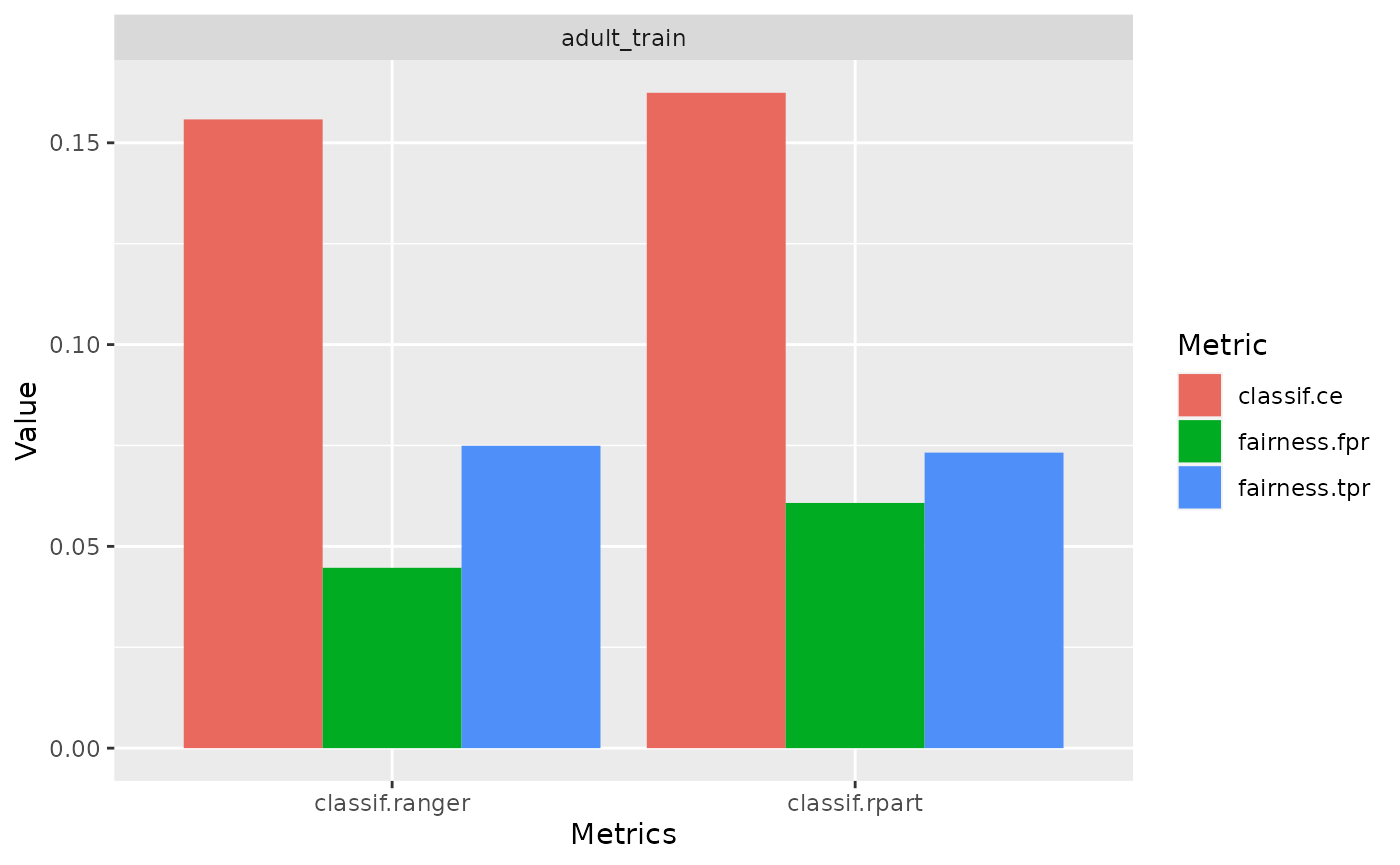 adult_train
0.15
0.10
0.05
0.00
Value
classif.ranger
classif.rpart
Metrics
Metric
classif.ce
fairness.fpr
fairness.tpr